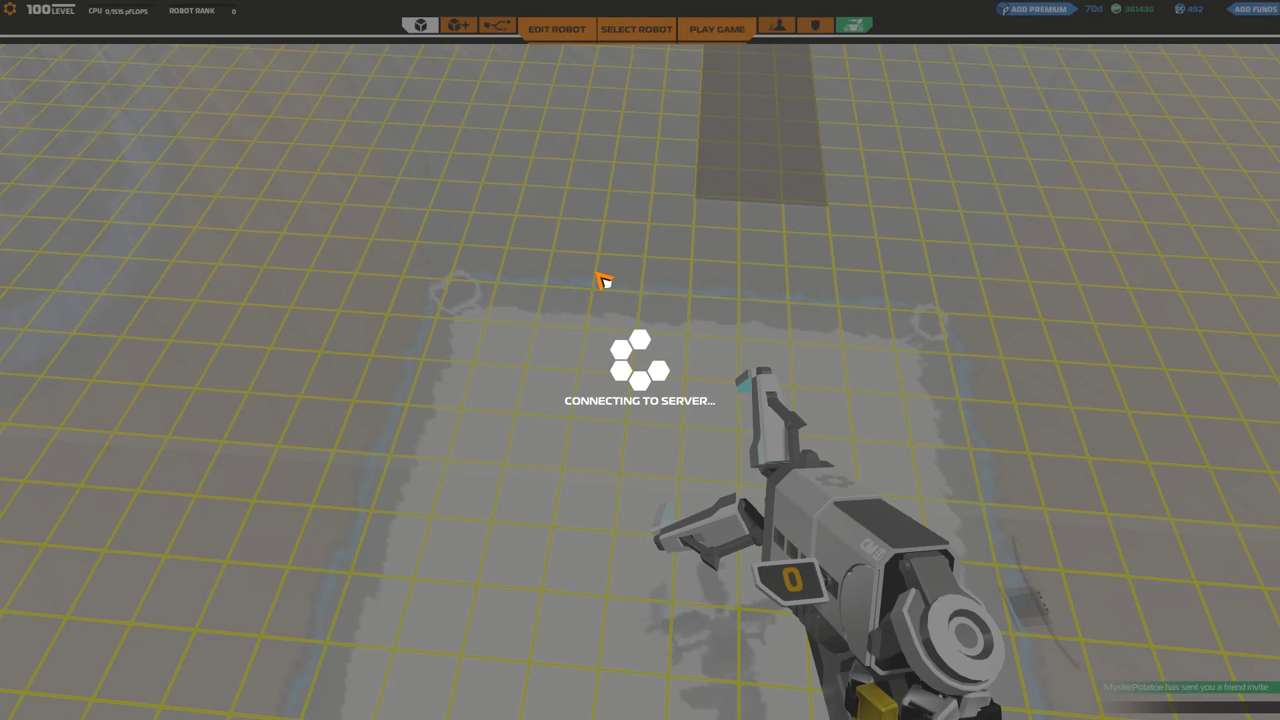 100 LEVEL CPU 0/1515 pFLOPS ROBOT RANK 0
EDIT ROBOT SELECT ROBOT PLAY GAME
ADD PREMIUM 70d 361436 452 ADD FUNDS
CONNECTING TO SERVER...
0
MysterPotatoe has sent you a friend invite